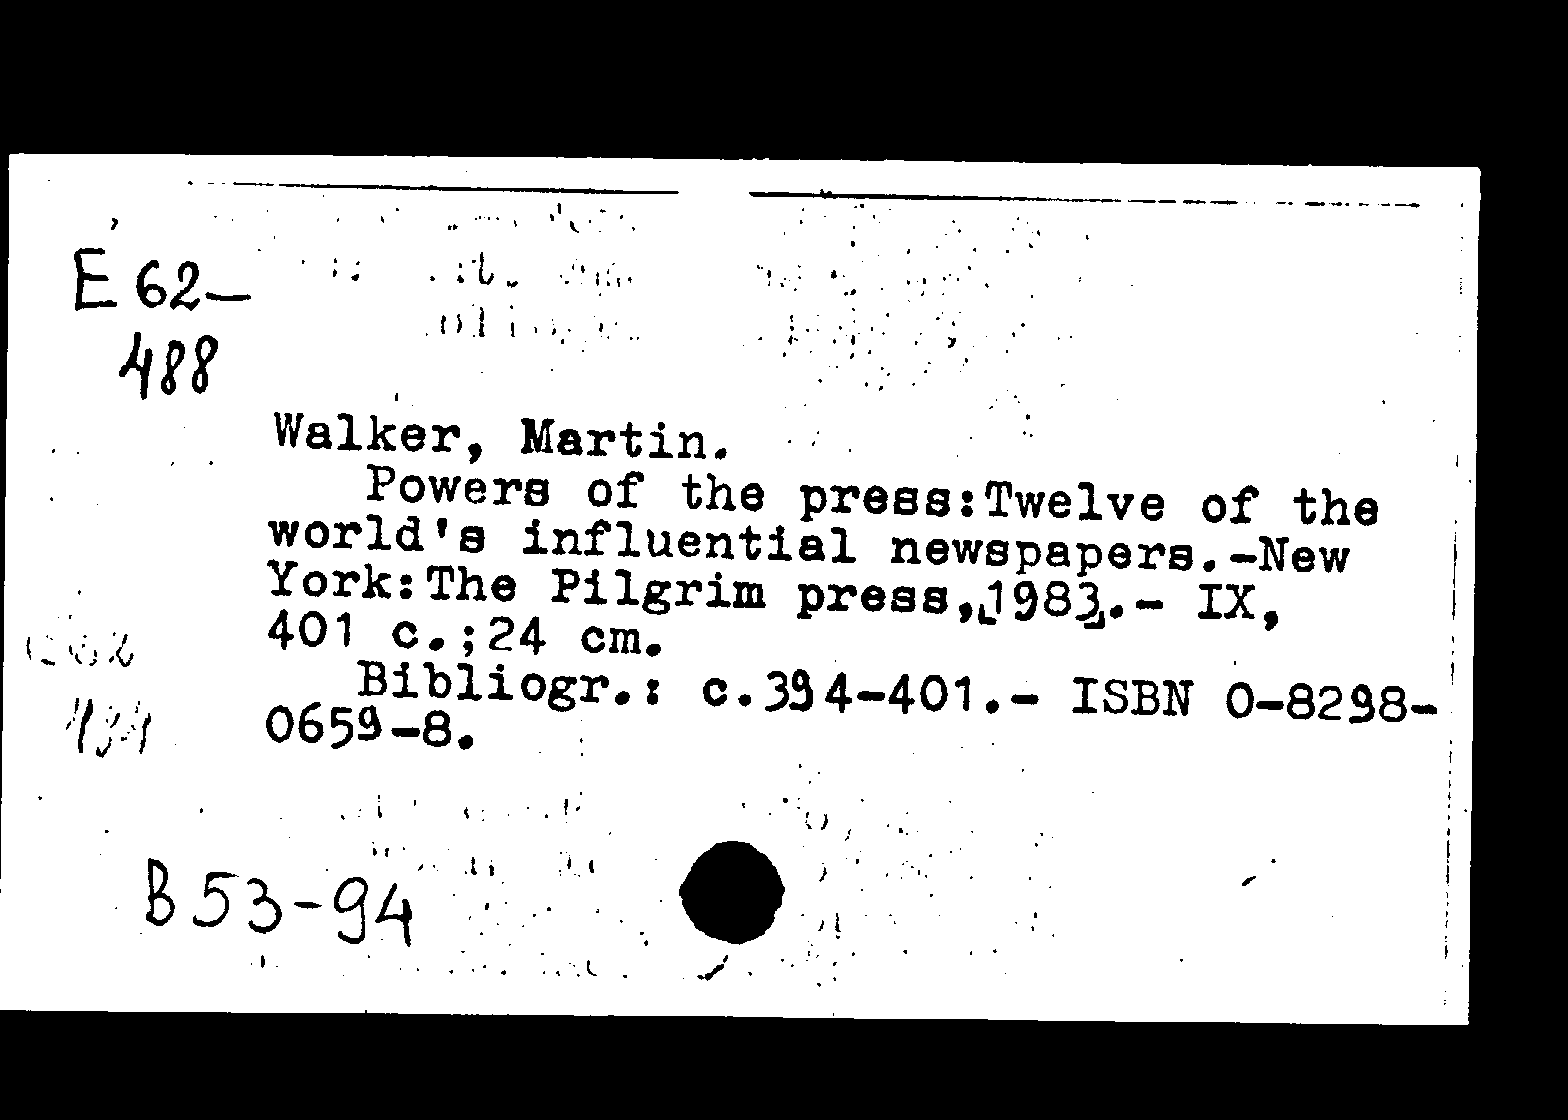 E 62-
488
Walker, Martin.
Powers of the press:Twelve of the
world's influential newspapers.-New
York:The Pilgrim press,[1983].- IX,
401 c.;24 cm.
Bibliogr.: c.394-401.- ISBN 0-8298-
0659-8.
B 53-94